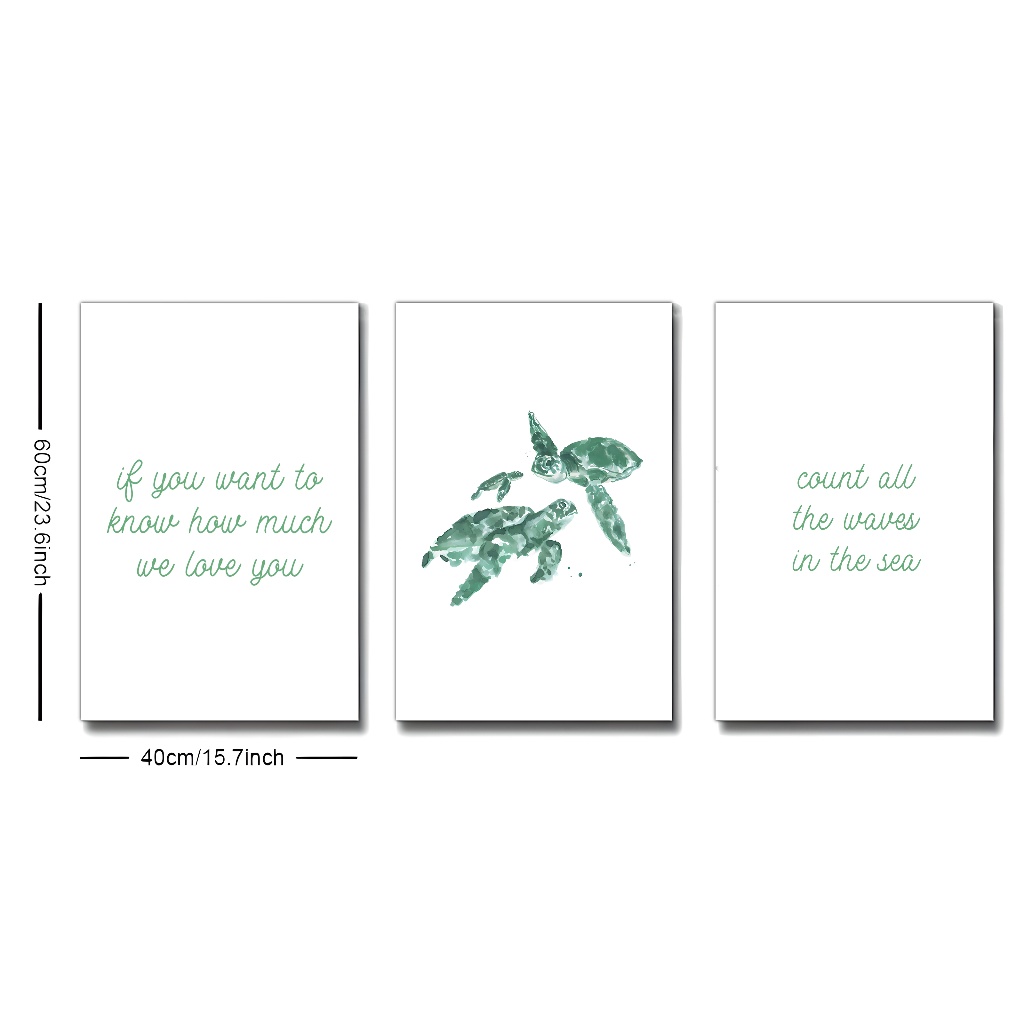 60cm/23.6inch
if you want to
know how much
we love you
count all
the waves
in the sea
40cm/15.7inch